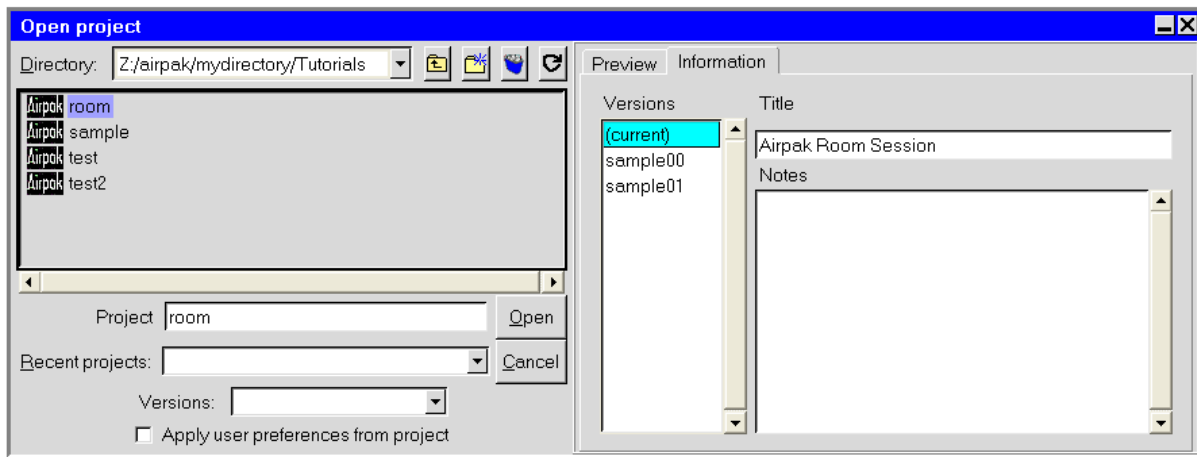 Open project
Directory: Z:/airpak/mydirectory/Tutorials
Airpak room
Airpak sample
Airpak test
Airpak test2
Project room Open
Recent projects: Cancel
Versions:
Apply user preferences from project
Preview Information
Versions Title
(current)
sample00
sample01
Airpak Room Session
Notes